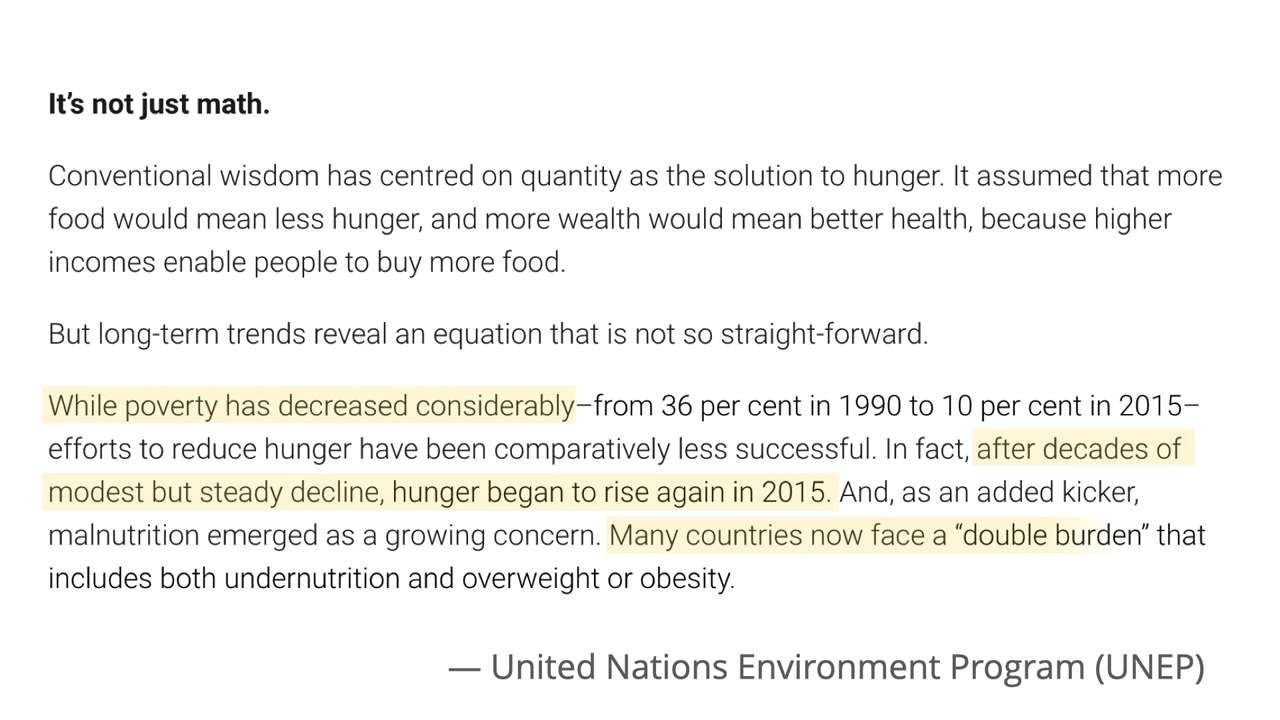 It’s not just math.
Conventional wisdom has centred on quantity as the solution to hunger. It assumed that more
food would mean less hunger, and more wealth would mean better health, because higher
incomes enable people to buy more food.
But long-term trends reveal an equation that is not so straight-forward.
While poverty has decreased considerably–from 36 per cent in 1990 to 10 per cent in 2015–
efforts to reduce hunger have been comparatively less successful. In fact, after decades of
modest but steady decline, hunger began to rise again in 2015. And, as an added kicker,
malnutrition emerged as a growing concern. Many countries now face a “double burden” that
includes both undernutrition and overweight or obesity.
— United Nations Environment Program (UNEP)